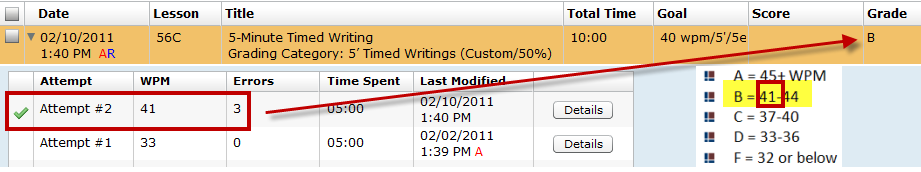 Date Lesson Title Total Time Goal Score Grade
02/10/2011 56C 5-Minute Timed Writing 10:00 40 wpm/5'/5e B
1:40 PM AR Grading Category: 5' Timed Writings (Custom/50%)
Attempt WPM Errors Time Spent Last Modified
Attempt #2 41 3 05:00 02/10/2011 Details
1:40 PM
Attempt #1 33 0 05:00 02/02/2011 Details
1:39 PM A
A = 45+ WPM
B = 41-44
C = 37-40
D = 33-36
F = 32 or below